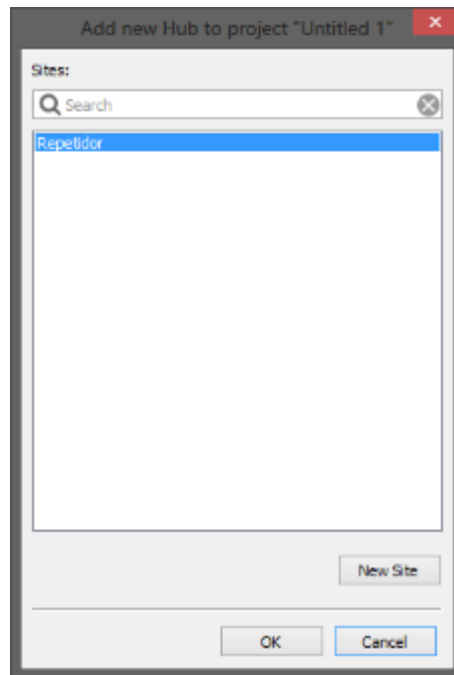 Add new Hub to project "Untitled 1"
Sites:
Search
Repetidor
New Site
OK Cancel